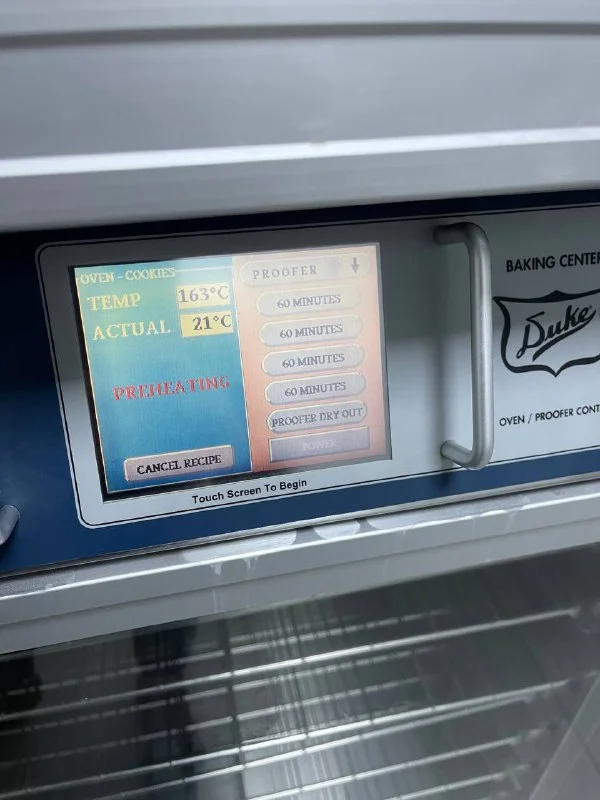 OVEN - COOKIES
TEMP 163°C
ACTUAL 21°C
PREHEATING
CANCEL RECIPE
PROOFER
60 MINUTES
60 MINUTES
60 MINUTES
60 MINUTES
PROOFER DRY OUT
POWER
Touch Screen To Begin
BAKING CENTER
Duke
OVEN / PROOFER CONT